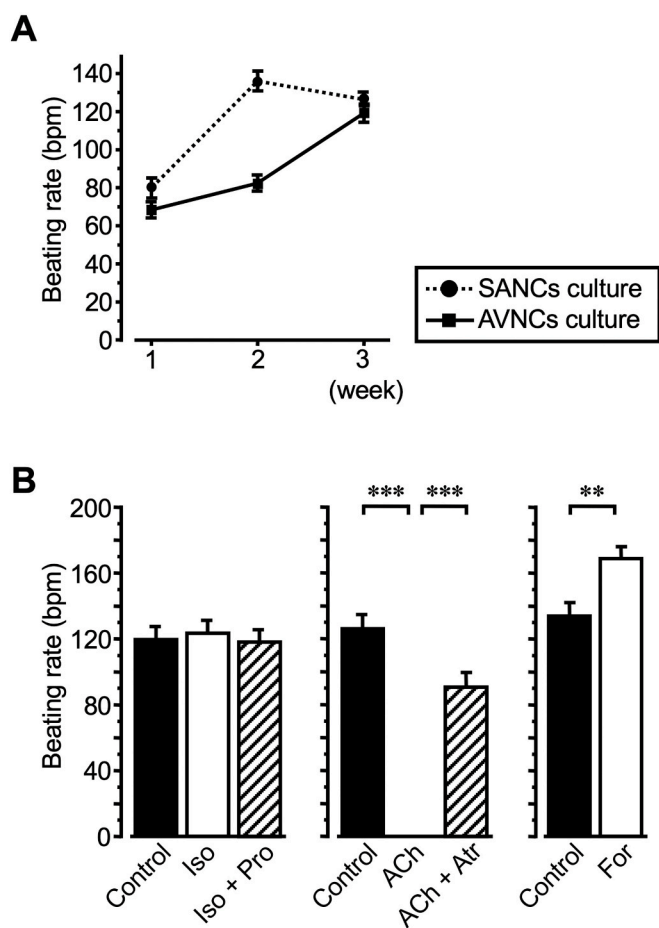 A
Beating rate (bpm)
140
120
100
80
60
40
20
0
1 2 3
(week)
SANCs culture
AVNCs culture
B
Beating rate (bpm)
200
160
120
80
40
0
*** *** **
Control Iso Iso + Pro Control ACh ACh + Atr Control For